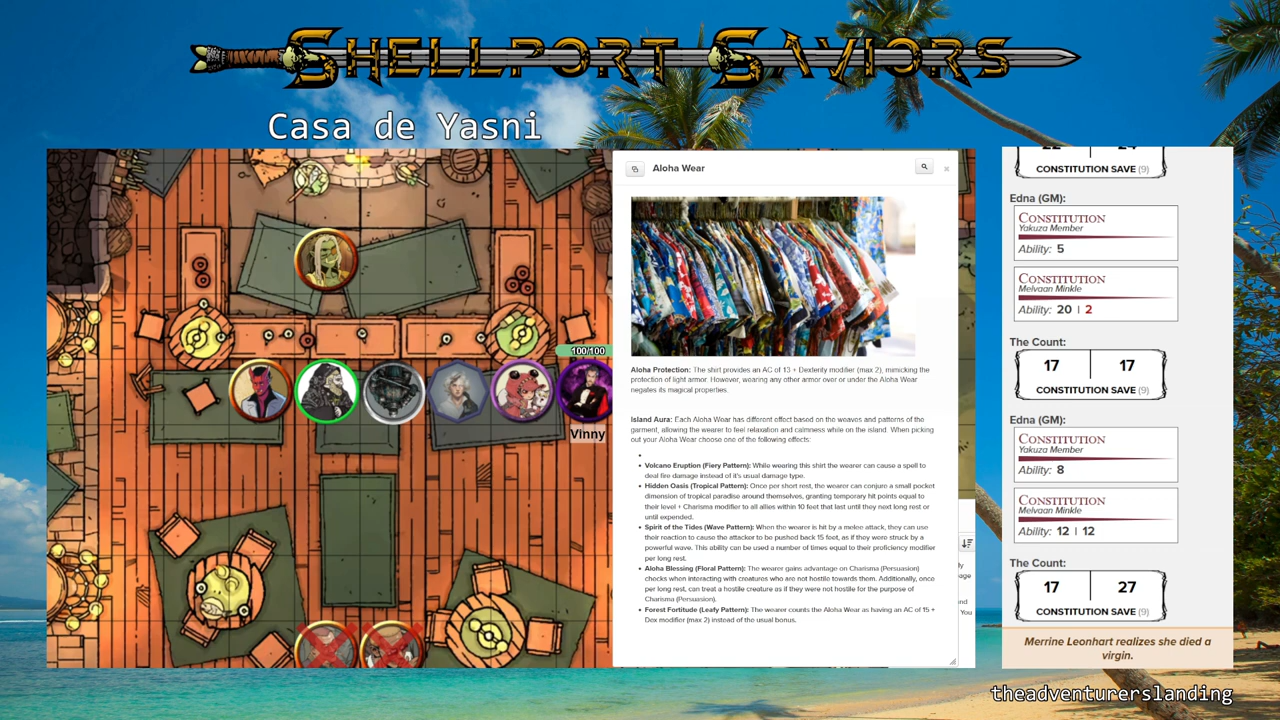 SHELLPORT SAVIORS
Casa de Yasni
100/100
Vinny
Aloha Wear
Aloha Protection: The shirt provides an AC of 13 + Dexterity modifier (max 2), mimicking the
protection of light armor. However, wearing any other armor over or under the Aloha Wear
negates its magical properties.
Island Aura: Each Aloha Wear has different effect based on the weaves and patterns of the
garment, allowing the wearer to feel relaxation and calmness while on the island. When picking
out your Aloha Wear choose one of the following effects:
• Volcano Eruption (Fiery Pattern): While wearing this shirt the wearer can cause a spell to
deal fire damage instead of it's usual damage type.
• Hidden Oasis (Tropical Pattern): Once per short rest, the wearer can conjure a small pocket
dimension of tropical paradise around themselves, granting temporary hit points equal to
their level + Charisma modifier to all allies within 10 feet that last until they next long rest or
until expended.
• Spirit of the Tides (Wave Pattern): When the wearer is hit by a melee attack, they can use
their reaction to cause the attacker to be pushed back 15 feet, as if they were struck by a
powerful wave. This ability can be used a number of times equal to their proficiency modifier
per long rest.
• Aloha Blessing (Floral Pattern): The wearer gains advantage on Charisma (Persuasion)
checks when interacting with creatures who are not hostile towards them. Additionally, once
per long rest, can treat a hostile creature as if they were not hostile for the purpose of
Charisma (Persuasion).
• Forest Fortitude (Leafy Pattern): The wearer counts the Aloha Wear as having an AC of 15 +
Dex modifier (max 2) instead of the usual bonus.
CONSTITUTION SAVE (9)
Edna (GM):
CONSTITUTION
Yakuza Member
Ability: 5
CONSTITUTION
Melvaan Minkle
Ability: 20 | 2
The Count:
17 | 17
CONSTITUTION SAVE (9)
Edna (GM):
CONSTITUTION
Yakuza Member
Ability: 8
CONSTITUTION
Melvaan Minkle
Ability: 12 | 12
The Count:
17 | 27
CONSTITUTION SAVE (9)
Merrine Leonhart realizes she died a
virgin.
theadventurerslanding